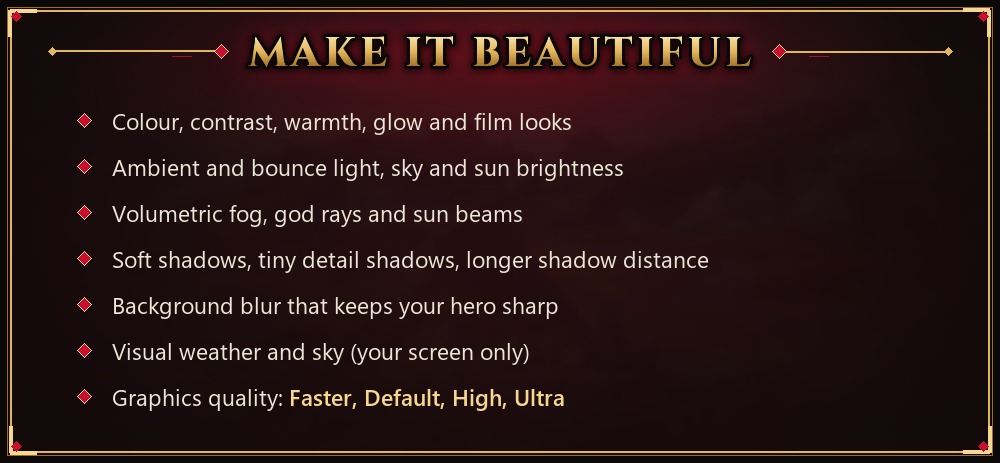 MAKE IT BEAUTIFUL
Colour, contrast, warmth, glow and film looks
Ambient and bounce light, sky and sun brightness
Volumetric fog, god rays and sun beams
Soft shadows, tiny detail shadows, longer shadow distance
Background blur that keeps your hero sharp
Visual weather and sky (your screen only)
Graphics quality: Faster, Default, High, Ultra